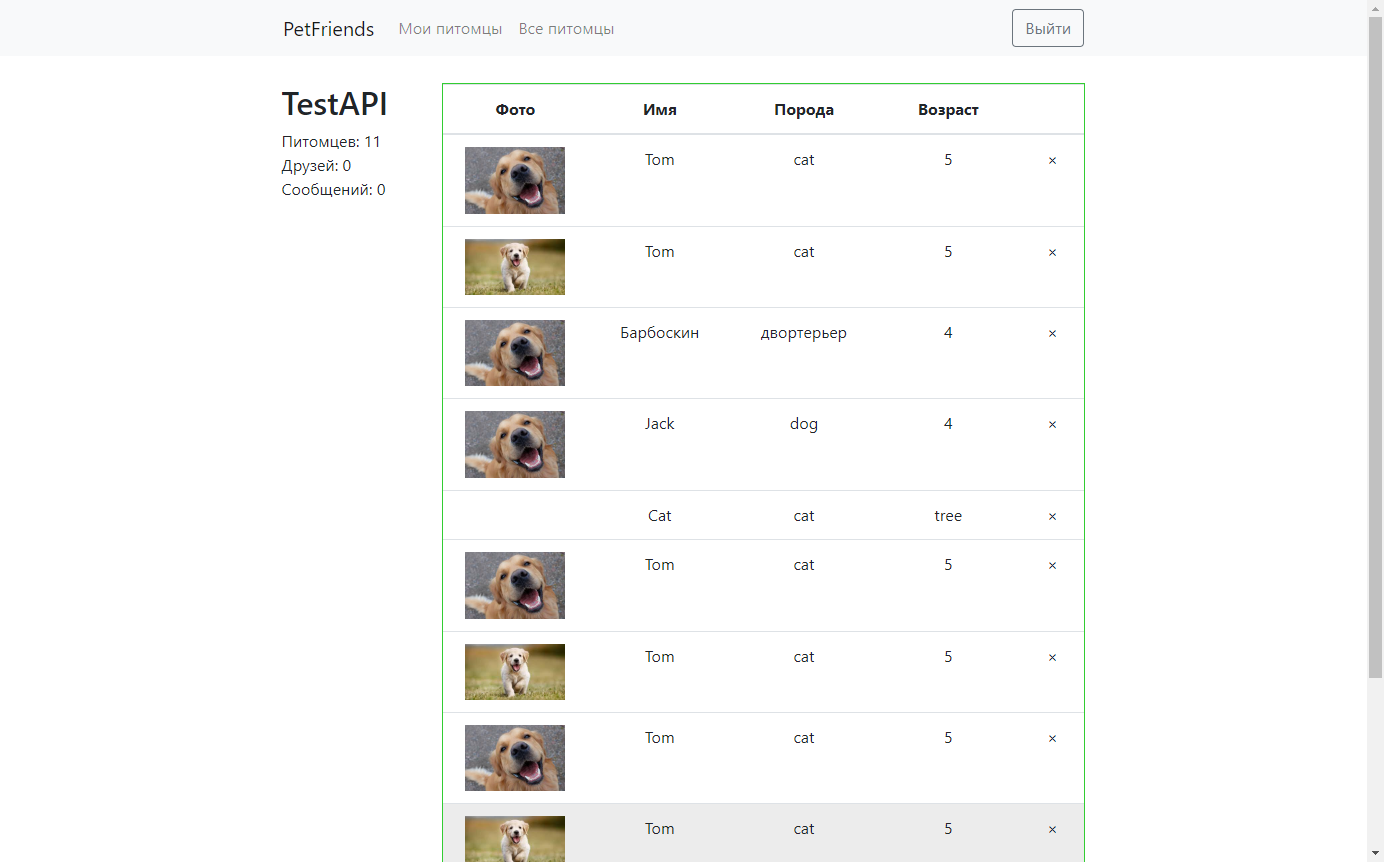 PetFriends Мои питомцы Все питомцы Выйти
TestAPI
Питомцев: 11
Друзей: 0
Сообщений: 0
Фото Имя Порода Возраст
Tom cat 5 ×
Tom cat 5 ×
Барбоскин двортерьер 4 ×
Jack dog 4 ×
Cat cat tree ×
Tom cat 5 ×
Tom cat 5 ×
Tom cat 5 ×
Tom cat 5 ×